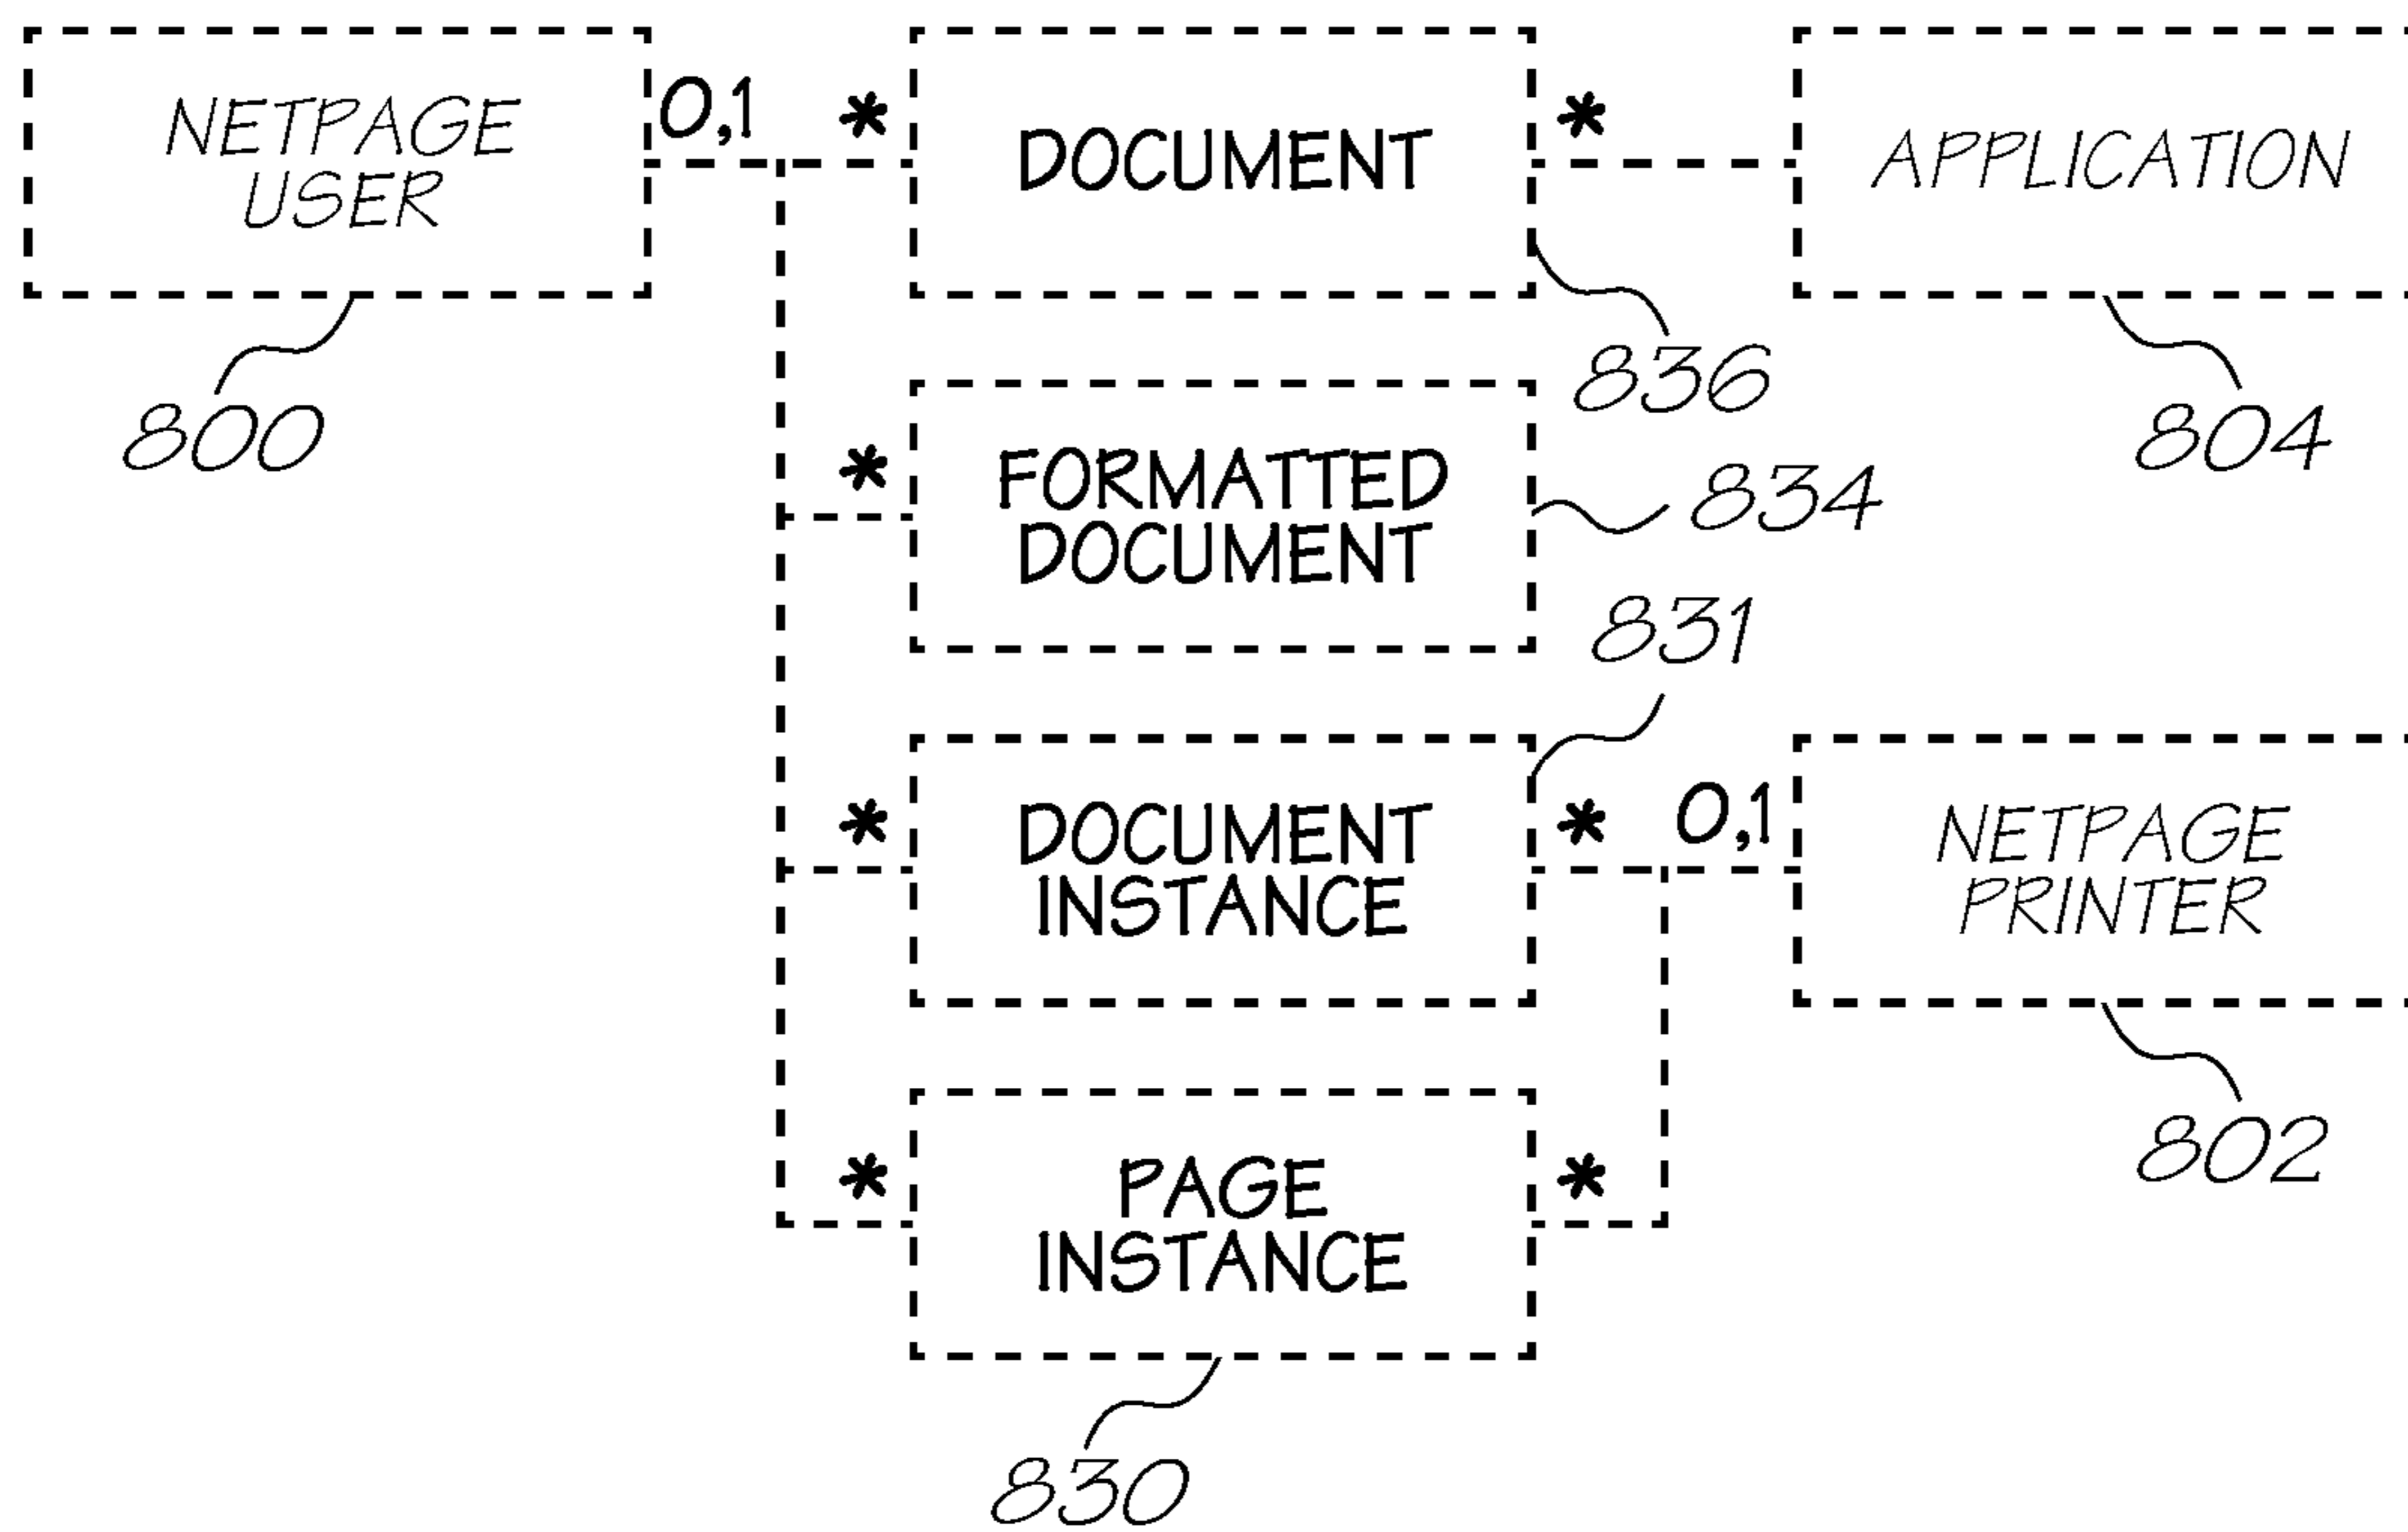 NETPAGE
USER
0,1
*
DOCUMENT
*
APPLICATION
800
836
804
*
FORMATTED
DOCUMENT
834
831
*
DOCUMENT
INSTANCE
*
0,1
NETPAGE
PRINTER
802
*
PAGE
INSTANCE
*
830